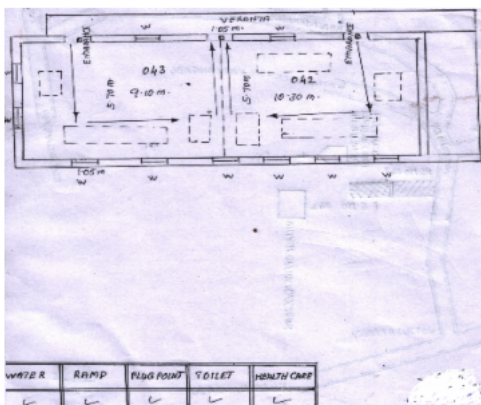 VERANDA
W W
1.05 m.
ENTRANCE ENTRANCE
043 042
W
5.70 m. 9.10 m. 5.70 m. 10.30 m.
1.05 m
W W W W W W
WATER RAMP PLUG POINT TOILET HEALTH CARE
✓ ✓ ✓ ✓ ✓